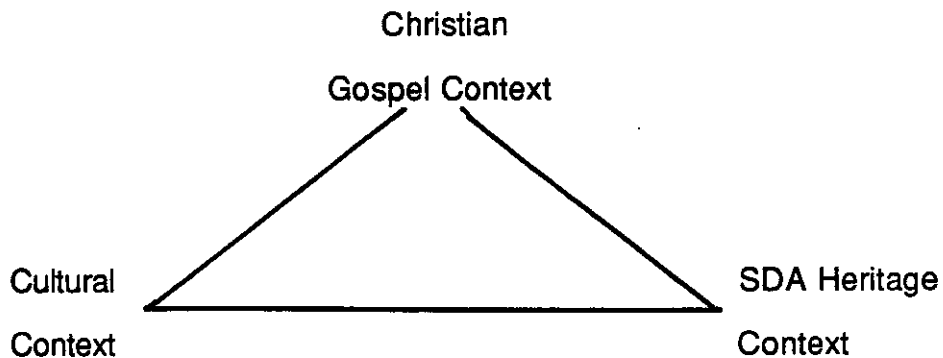 Christian
Gospel Context
Cultural
Context
SDA Heritage
Context